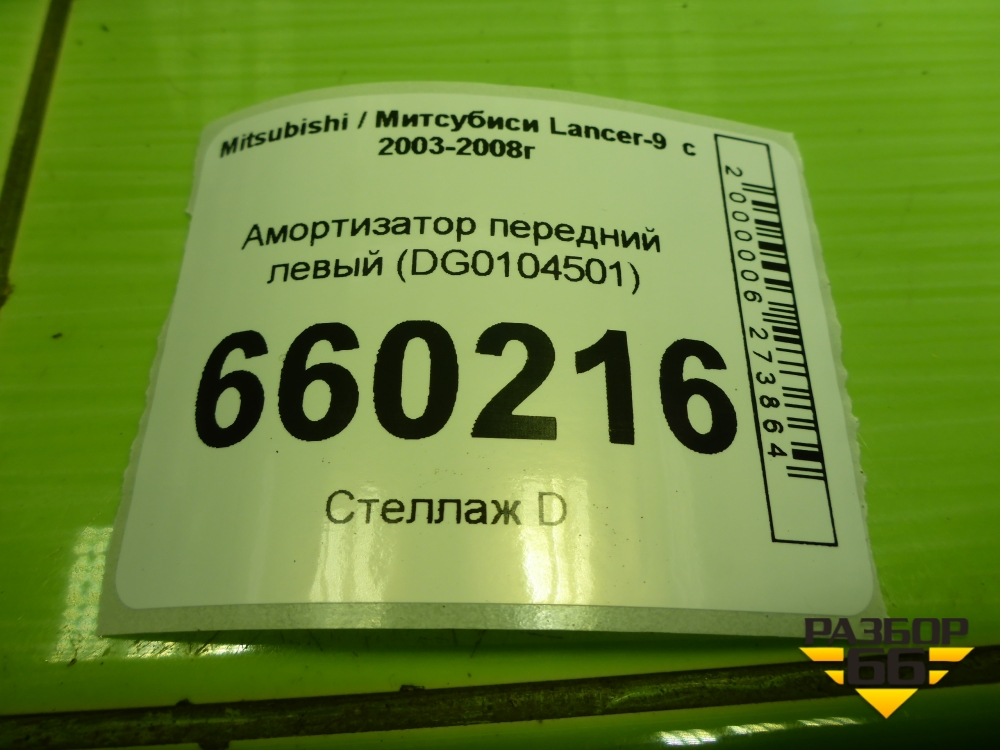 Mitsubishi / Митсубиси Lancer-9 с
2003-2008г
Амортизатор передний
левый (DG0104501)
660216
Стеллаж D
2000006273864
РАЗБОР
66